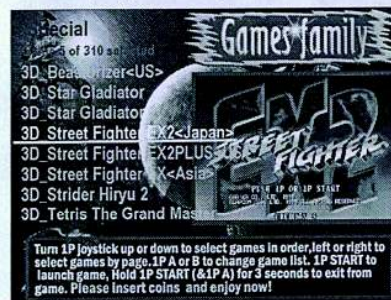 Special
5 of 310 selected
Games family
3D_Beastorizer<US>
3D_Star Gladiator
3D_Star Gladiator
3D_Street Fighter EX2<Japan>
3D_Street Fighter EX2PLUS
3D_Street Fighter EX<Asia>
3D_Strider Hiryu 2
3D_Tetris The Grand Master
EX2
STREET FIGHTER
PUSH 1P OR 1P START
Turn 1P joystick up or down to select games in order,left or right to
select games by page.1P A or B to change game list. 1P START to
launch game, Hold 1P START (&1P A) for 3 seconds to exit from
game. Please insert coins and enjoy now!